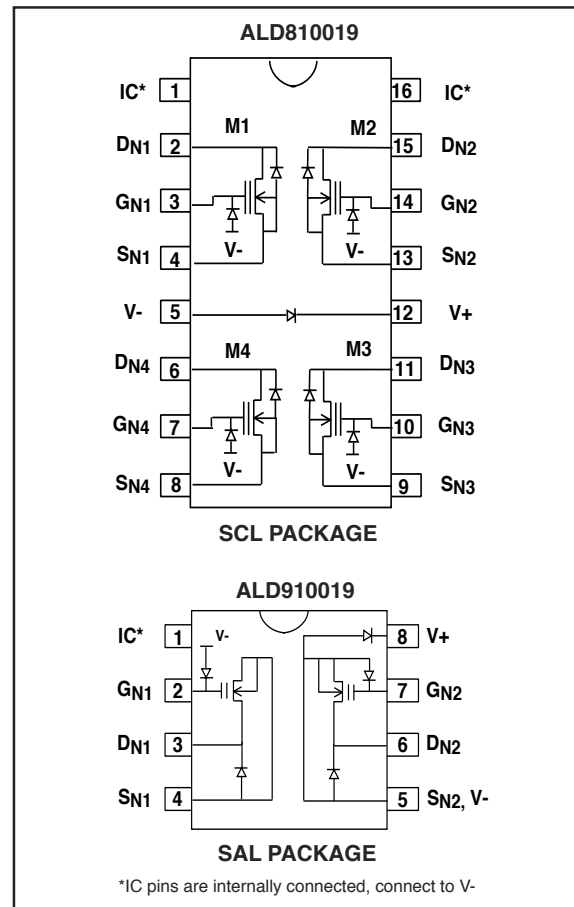 ALD810019
IC* 1 16 IC*
DN1 2 M1 M2 15 DN2
GN1 3 14 GN2
V- V-
SN1 4 13 SN2
V- 5 12 V+
DN4 6 M4 M3 11 DN3
GN4 7 10 GN3
V- V-
SN4 8 9 SN3
SCL PACKAGE
ALD910019
IC* 1 V- 8 V+
GN1 2 7 GN2
DN1 3 6 DN2
SN1 4 5 SN2, V-
SAL PACKAGE
*IC pins are internally connected, connect to V-